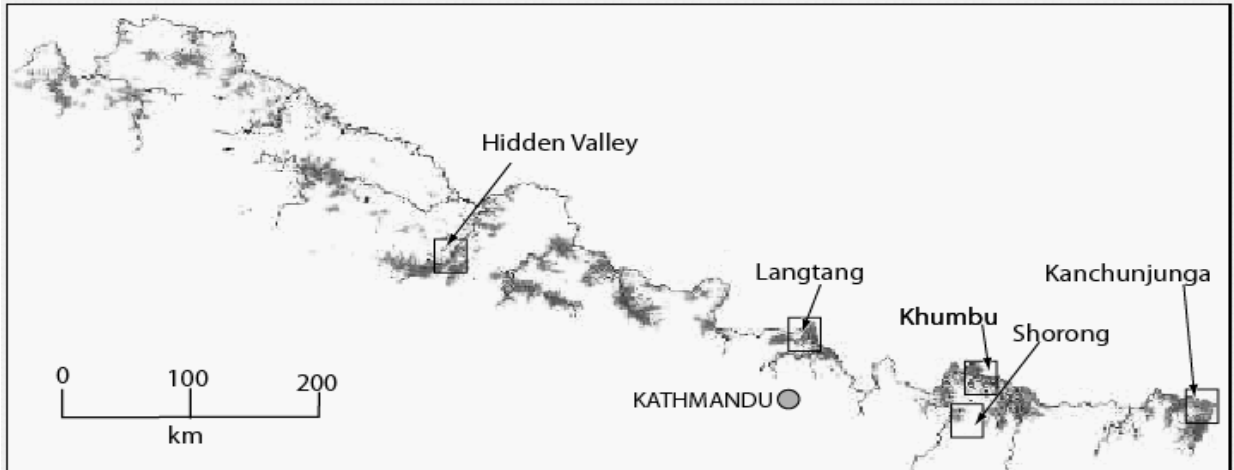 Hidden Valley
Langtang
Kanchunjunga
Khumbu
Shorong
0 100 200
km
KATHMANDU